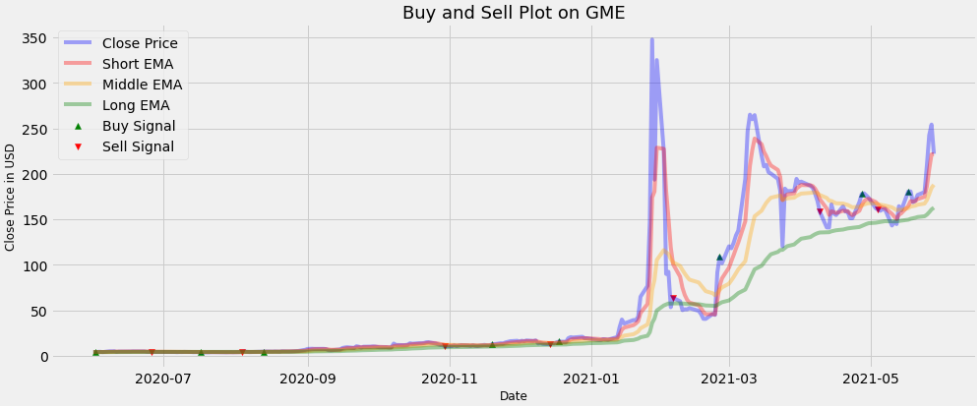 Buy and Sell Plot on GME
Close Price in USD
350
300
250
200
150
100
50
0
Close Price
Short EMA
Middle EMA
Long EMA
Buy Signal
Sell Signal
2020-07
2020-09
2020-11
2021-01
2021-03
2021-05
Date